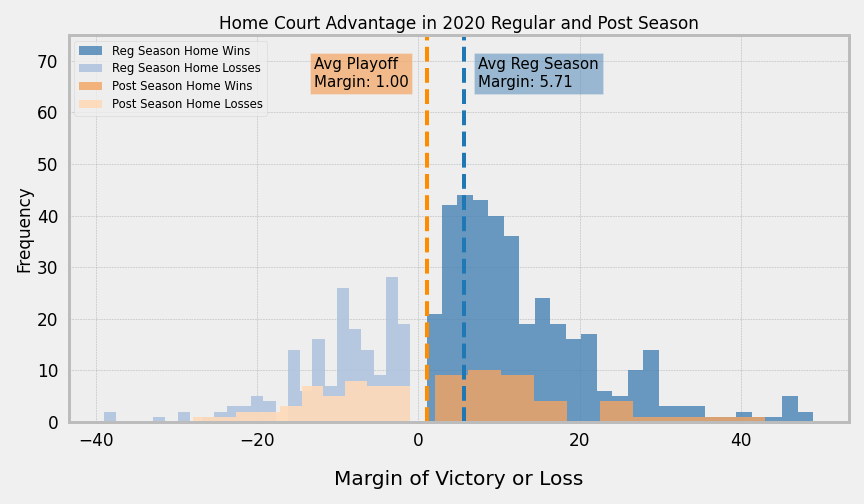 Home Court Advantage in 2020 Regular and Post Season
Reg Season Home Wins
Reg Season Home Losses
Post Season Home Wins
Post Season Home Losses
Avg Playoff
Margin: 1.00
Avg Reg Season
Margin: 5.71
Frequency
70
60
50
40
30
20
10
0
−40
−20
0
20
40
Margin of Victory or Loss